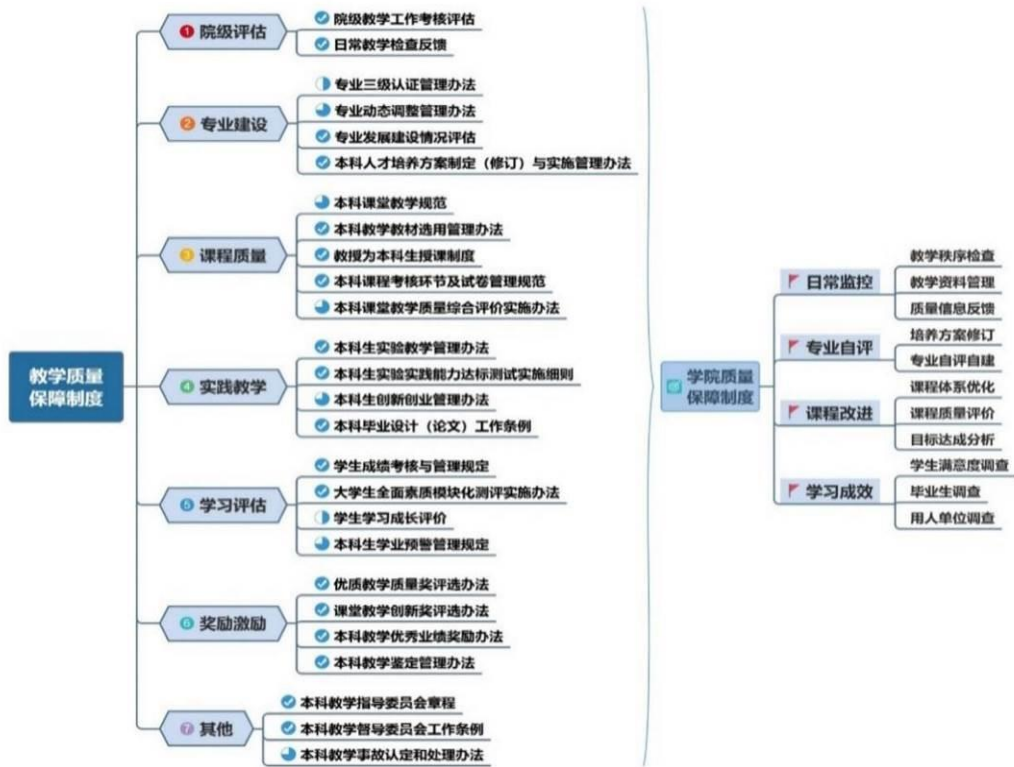 教学质量
保障制度
1 院级评估
院级教学工作考核评估
日常教学检查反馈
2 专业建设
专业三级认证管理办法
专业动态调整管理办法
专业发展建设情况评估
本科人才培养方案制定（修订）与实施管理办法
3 课程质量
本科课堂教学规范
本科教学教材选用管理办法
教授为本科生授课制度
本科课程考核环节及试卷管理规范
本科课堂教学质量综合评价实施办法
4 实践教学
本科生实验教学管理办法
本科生实验实践能力达标测试实施细则
本科生创新创业管理办法
本科毕业设计（论文）工作条例
5 学习评估
学生成绩考核与管理规定
大学生全面素质模块化测评实施办法
学生学习成长评价
本科生学业预警管理规定
6 奖励激励
优质教学质量奖评选办法
课堂教学创新奖评选办法
本科教学优秀业绩奖励办法
本科教学鉴定管理办法
7 其他
本科教学指导委员会章程
本科教学督导委员会工作条例
本科教学事故认定和处理办法
学院质量
保障制度
日常监控
教学秩序检查
教学资料管理
质量信息反馈
专业自评
培养方案修订
专业自评自建
课程改进
课程体系优化
课程质量评价
目标达成分析
学习成效
学生满意度调查
毕业生调查
用人单位调查